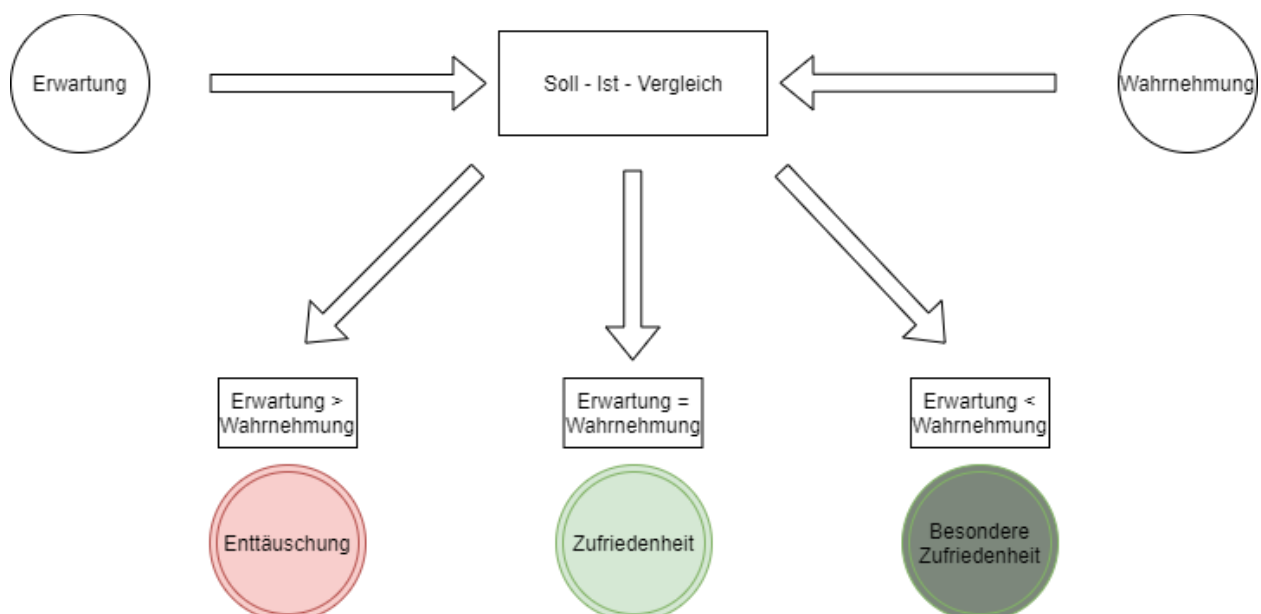 Erwartung
Soll - Ist - Vergleich
Wahrnehmung
Erwartung >
Wahrnehmung
Erwartung =
Wahrnehmung
Erwartung <
Wahrnehmung
Enttäuschung
Zufriedenheit
Besondere
Zufriedenheit